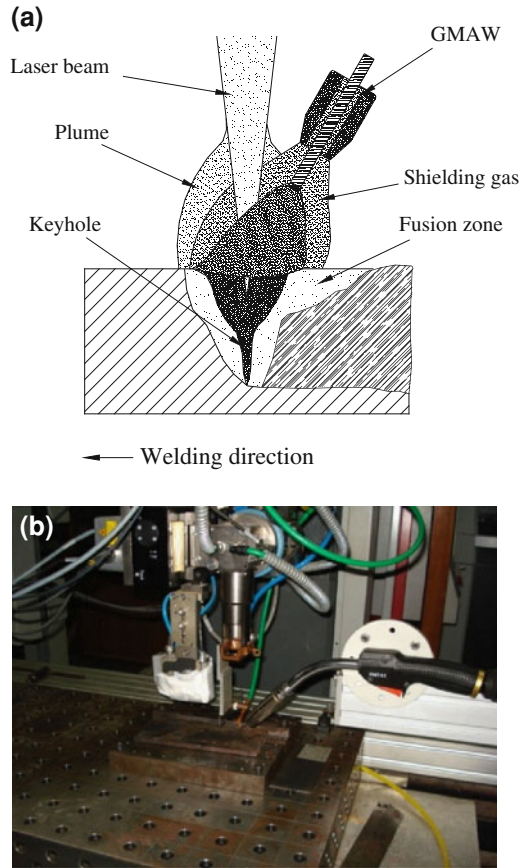 (a)
GMAW
Laser beam
Plume
Shielding gas
Keyhole
Fusion zone
Welding direction
(b)